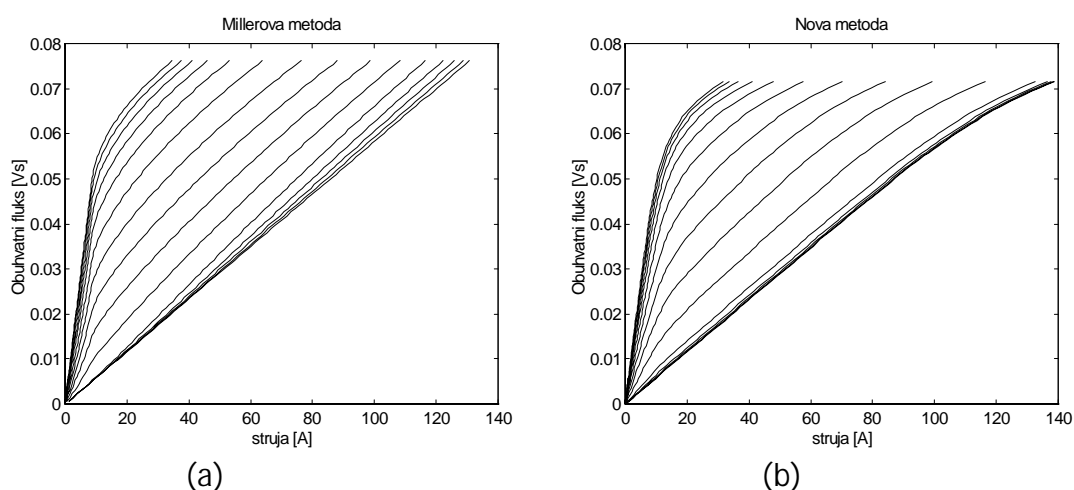 Millerova metoda
0.08
0.07
0.06
0.05
0.04
0.03
0.02
0.01
0
Obuhvatni fluks [Vs]
0 20 40 60 80 100 120 140
struja [A]
(a)
Nova metoda
0.08
0.07
0.06
0.05
0.04
0.03
0.02
0.01
0
Obuhvatni fluks [Vs]
0 20 40 60 80 100 120 140
struja [A]
(b)